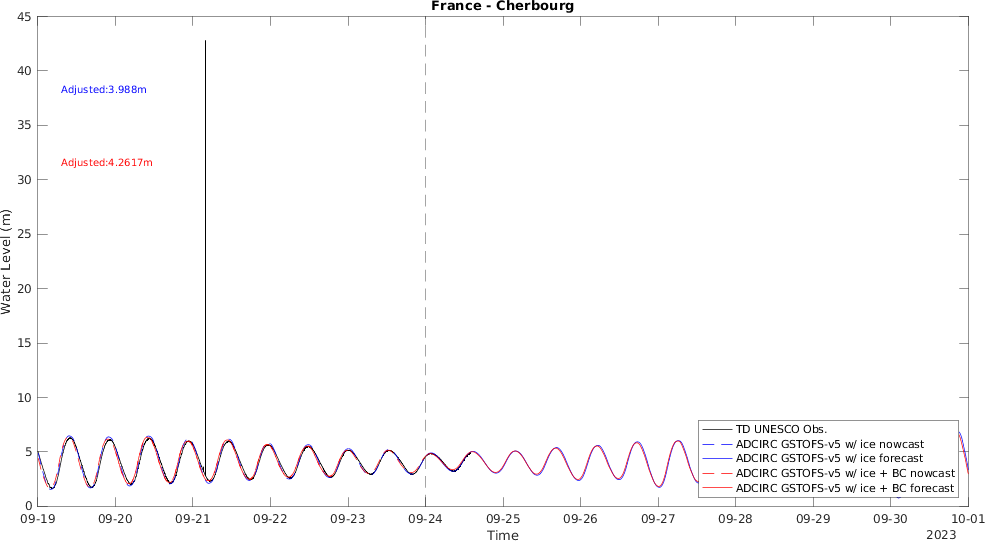 France - Cherbourg
45
40
35
30
25
20
15
10
5
0
Water Level (m)
Adjusted:3.988m
Adjusted:4.2617m
TD UNESCO Obs.
ADCIRC GSTOFS-v5 w/ ice nowcast
ADCIRC GSTOFS-v5 w/ ice forecast
ADCIRC GSTOFS-v5 w/ ice + BC nowcast
ADCIRC GSTOFS-v5 w/ ice + BC forecast
09-19 09-20 09-21 09-22 09-23 09-24 09-25 09-26 09-27 09-28 09-29 09-30 10-01
Time
2023